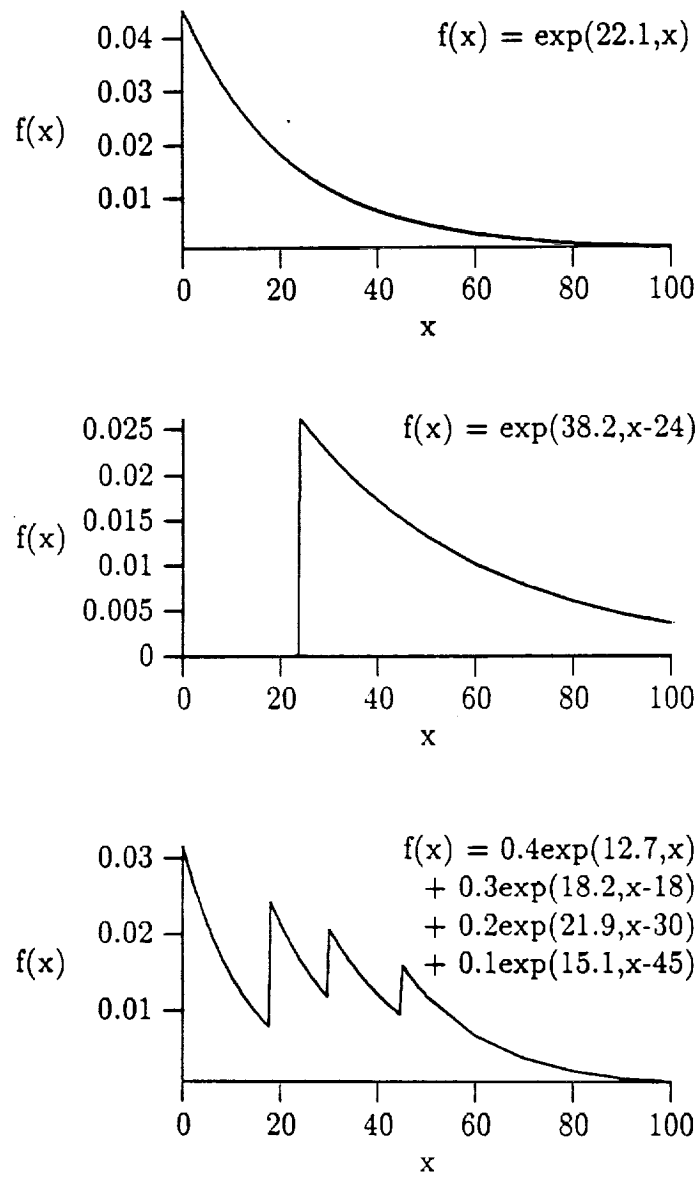 f(x) = exp(22.1,x)
0.04
0.03
f(x)
0.02
0.01
0 20 40 60 80 100
x
f(x) = exp(38.2,x-24)
0.025
0.02
0.015
f(x)
0.01
0.005
0
0 20 40 60 80 100
x
f(x) = 0.4exp(12.7,x)
+ 0.3exp(18.2,x-18)
+ 0.2exp(21.9,x-30)
+ 0.1exp(15.1,x-45)
0.03
0.02
f(x)
0.01
0 20 40 60 80 100
x